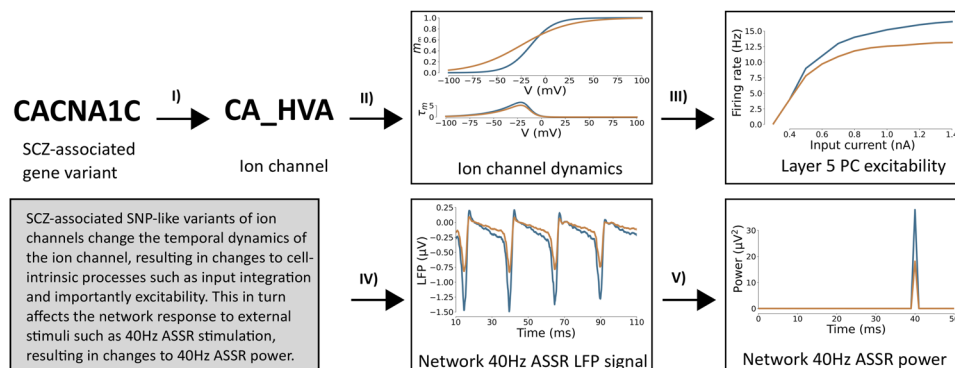 CACNA1C
SCZ-associated
gene variant
I)
CA_HVA
Ion channel
II)
1.0
0.8
0.6
0.4
0.2
0.0
m∞
−100 −75 −50 −25 0 25 50 75 100
V (mV)
5
0
τm
−100 −75 −50 −25 0 25 50 75 100
V (mV)
Ion channel dynamics
III)
Firing rate (Hz)
15.0
12.5
10.0
7.5
5.0
2.5
0.0
0.4 0.6 0.8 1.0 1.2 1.4
Input current (nA)
Layer 5 PC excitability
SCZ-associated SNP-like variants of ion
channels change the temporal dynamics of
the ion channel, resulting in changes to cell-
intrinsic processes such as input integration
and importantly excitability. This in turn
affects the network response to external
stimuli such as 40Hz ASSR stimulation,
resulting in changes to 40Hz ASSR power.
IV)
LFP (μV)
0.25
0.00
−0.25
−0.50
−0.75
−1.00
−1.25
−1.50
10 30 50 70 90 110
Time (ms)
Network 40Hz ASSR LFP signal
V)
Power (μV²)
30
20
10
0
0 10 20 30 40 50
Time (ms)
Network 40Hz ASSR power